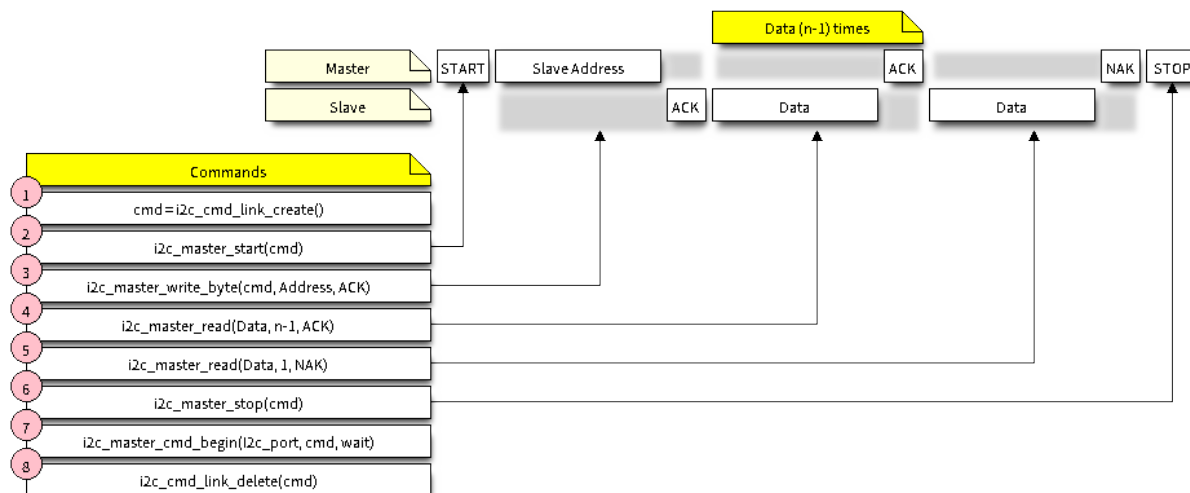 Data (n-1) times
Master START Slave Address ACK NAK STOP
Slave ACK Data Data
Commands
1
cmd = i2c_cmd_link_create()
2
i2c_master_start(cmd)
3
i2c_master_write_byte(cmd, Address, ACK)
4
i2c_master_read(Data, n-1, ACK)
5
i2c_master_read(Data, 1, NAK)
6
i2c_master_stop(cmd)
7
i2c_master_cmd_begin(I2c_port, cmd, wait)
8
i2c_cmd_link_delete(cmd)